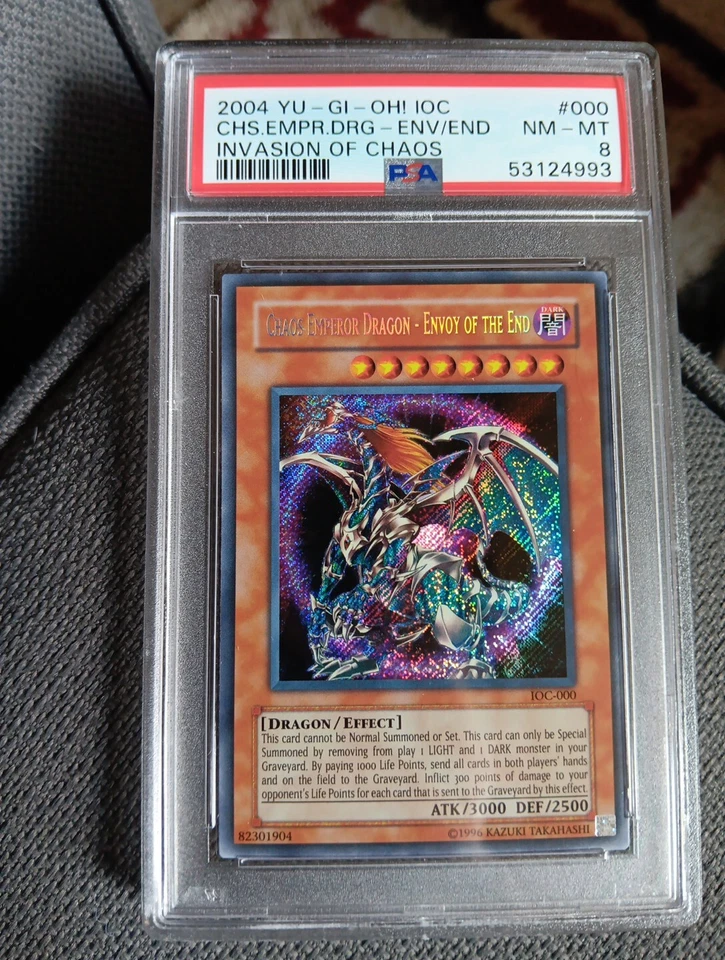 2004 YU-GI-OH! IOC #000
CHS.EMPR.DRG-ENV/END NM-MT
INVASION OF CHAOS 8
PSA 53124993
CHAOS EMPEROR DRAGON - ENVOY OF THE END
DARK
闇
IOC-000
[DRAGON/EFFECT]
This card cannot be Normal Summoned or Set. This card can only be Special
Summoned by removing from play 1 LIGHT and 1 DARK monster in your
Graveyard. By paying 1000 Life Points, send all cards in both players' hands
and on the field to the Graveyard. Inflict 300 points of damage to your
opponent's Life Points for each card that is sent to the Graveyard by this effect.
ATK/3000 DEF/2500
82301904 ©1996 KAZUKI TAKAHASHI